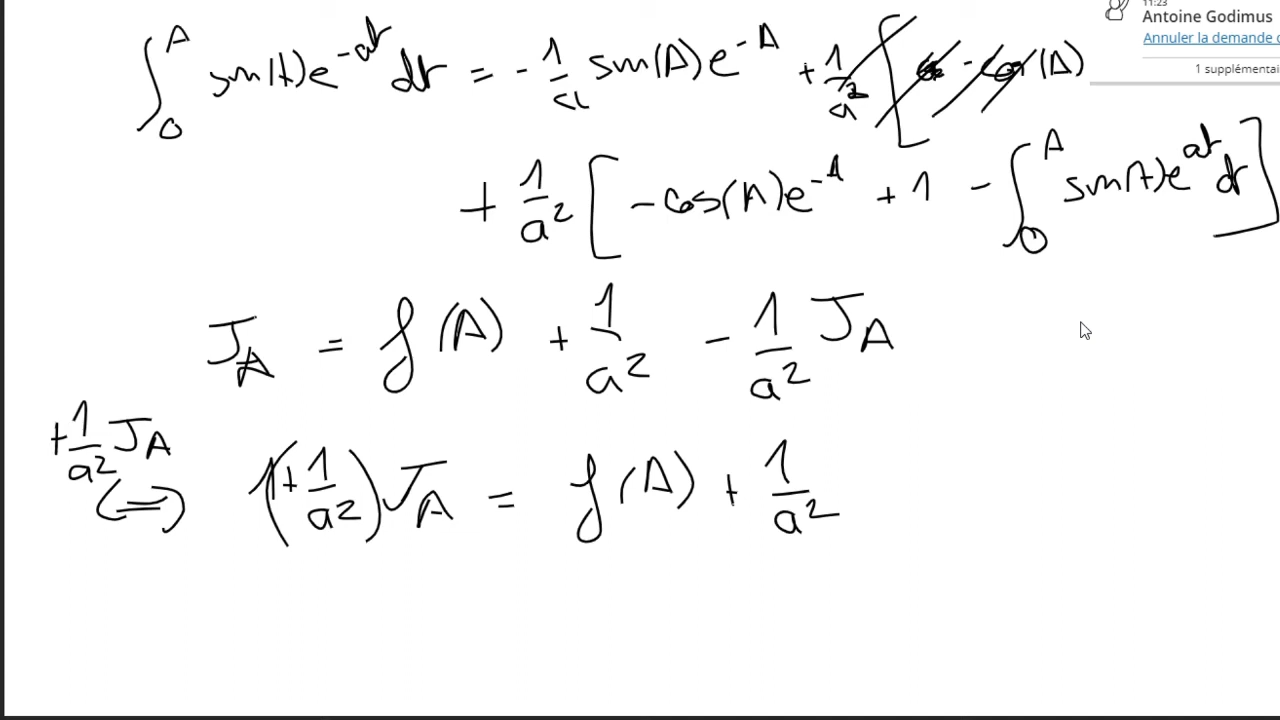 11:23
Antoine Godimus
Annuler la demande d
1 supplémentai
∫₀^A sin(t)e^{-at} dt = - 1/a sin(A)e^{-A} + 1/a² [ - cos(A)
+ 1/a² [ - cos(A)e^{-A} + 1 - ∫₀^A sin(t)e^{at} dt ]
J_A = f(A) + 1/a² - 1/a² J_A
+ 1/a² J_A
(=) (1 + 1/a²) J_A = f(A) + 1/a²